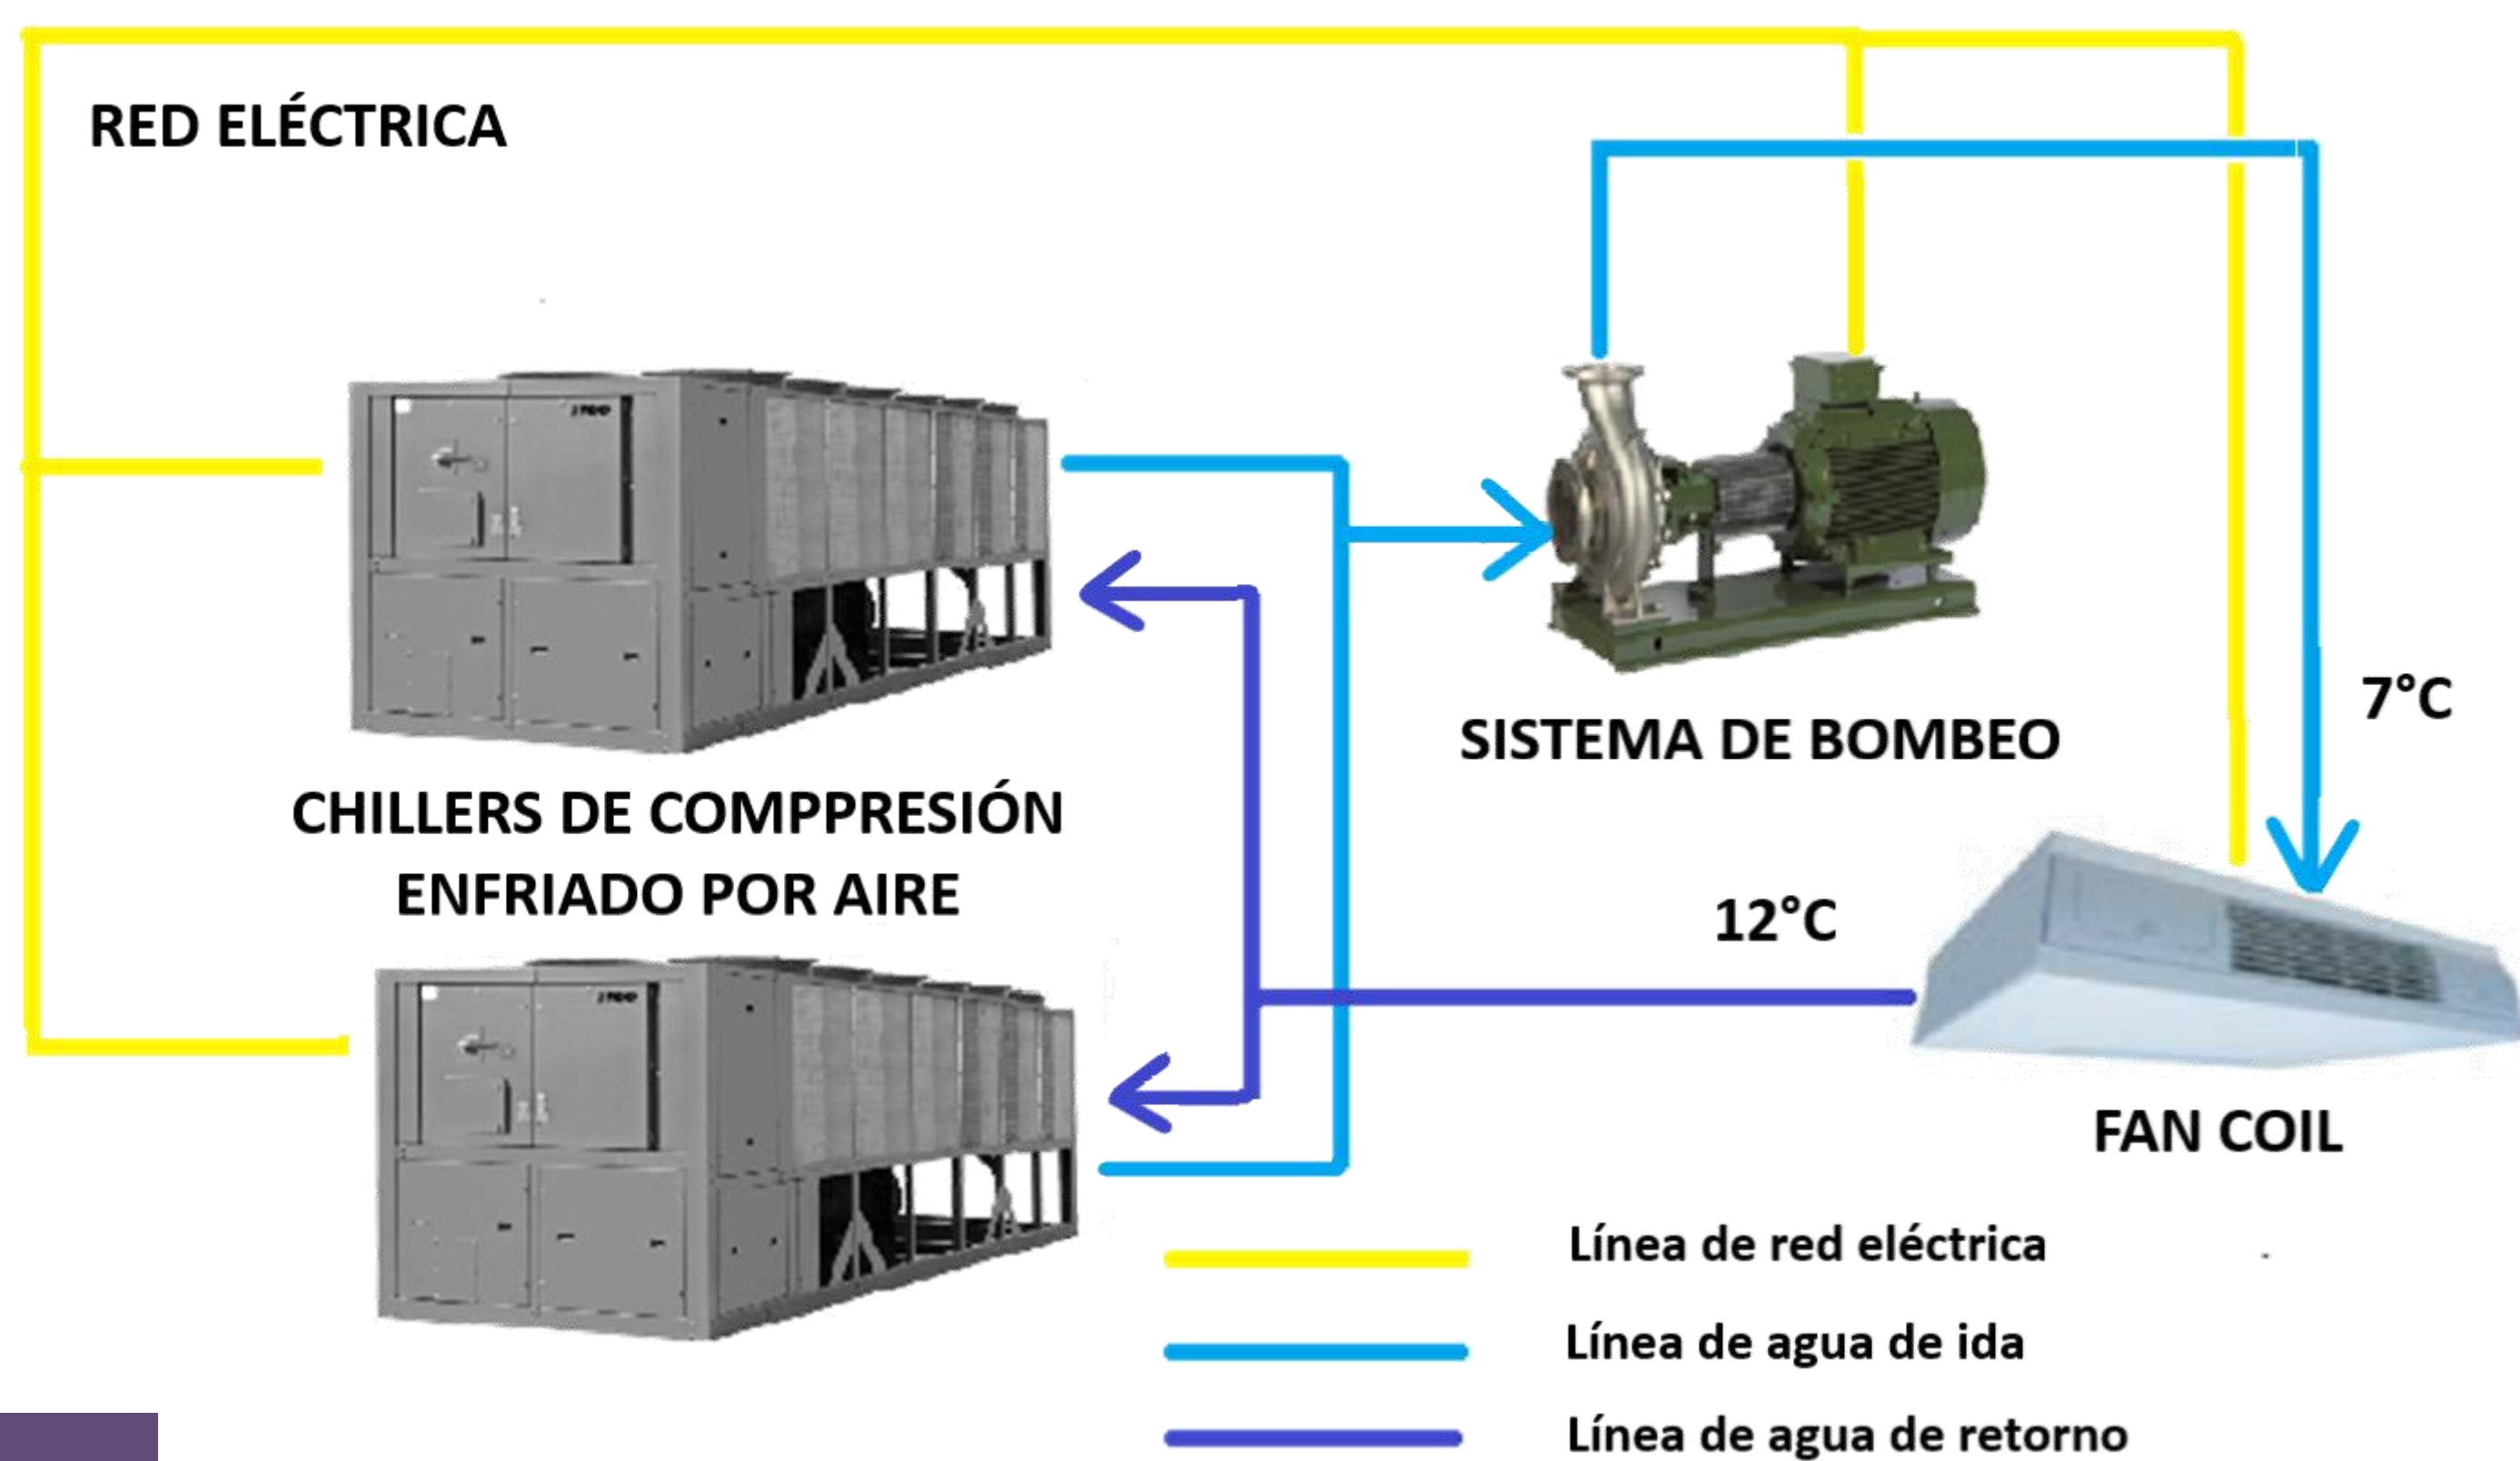 RED ELÉCTRICA
7°C
SISTEMA DE BOMBEO
CHILLERS DE COMPPRESIÓN
ENFRIADO POR AIRE
12°C
FAN COIL
Línea de red eléctrica
Línea de agua de ida
Línea de agua de retorno